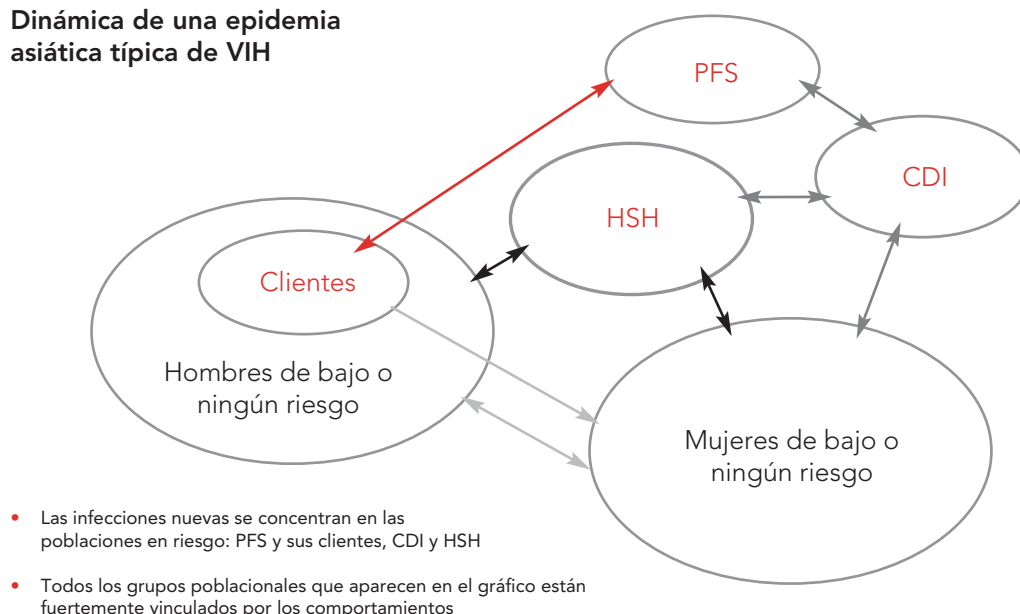 Dinámica de una epidemia
asiática típica de VIH
PFS
CDI
HSH
Clientes
Hombres de bajo o
ningún riesgo
Mujeres de bajo o
ningún riesgo
• Las infecciones nuevas se concentran en las
poblaciones en riesgo: PFS y sus clientes, CDI y HSH
• Todos los grupos poblacionales que aparecen en el gráfico están
fuertemente vinculados por los comportamientos